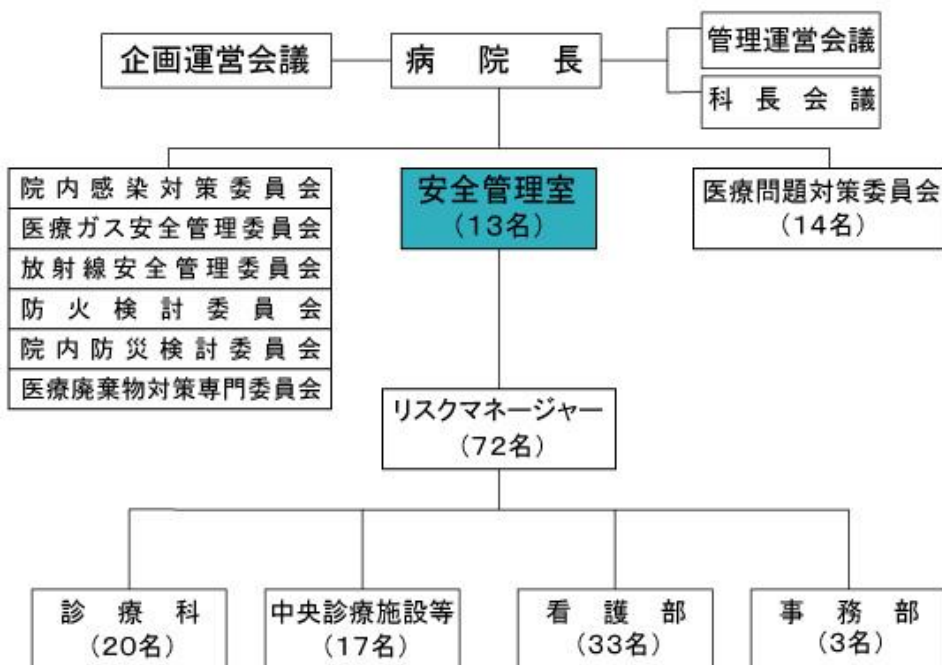 企画運営会議
病院長
管理運営会議
科長会議
院内感染対策委員会
医療ガス安全管理委員会
放射線安全管理委員会
防火検討委員会
院内防災検討委員会
医療廃棄物対策専門委員会
安全管理室
(13名)
医療問題対策委員会
(14名)
リスクマネージャー
(72名)
診療科
(20名)
中央診療施設等
(17名)
看護部
(33名)
事務部
(3名)